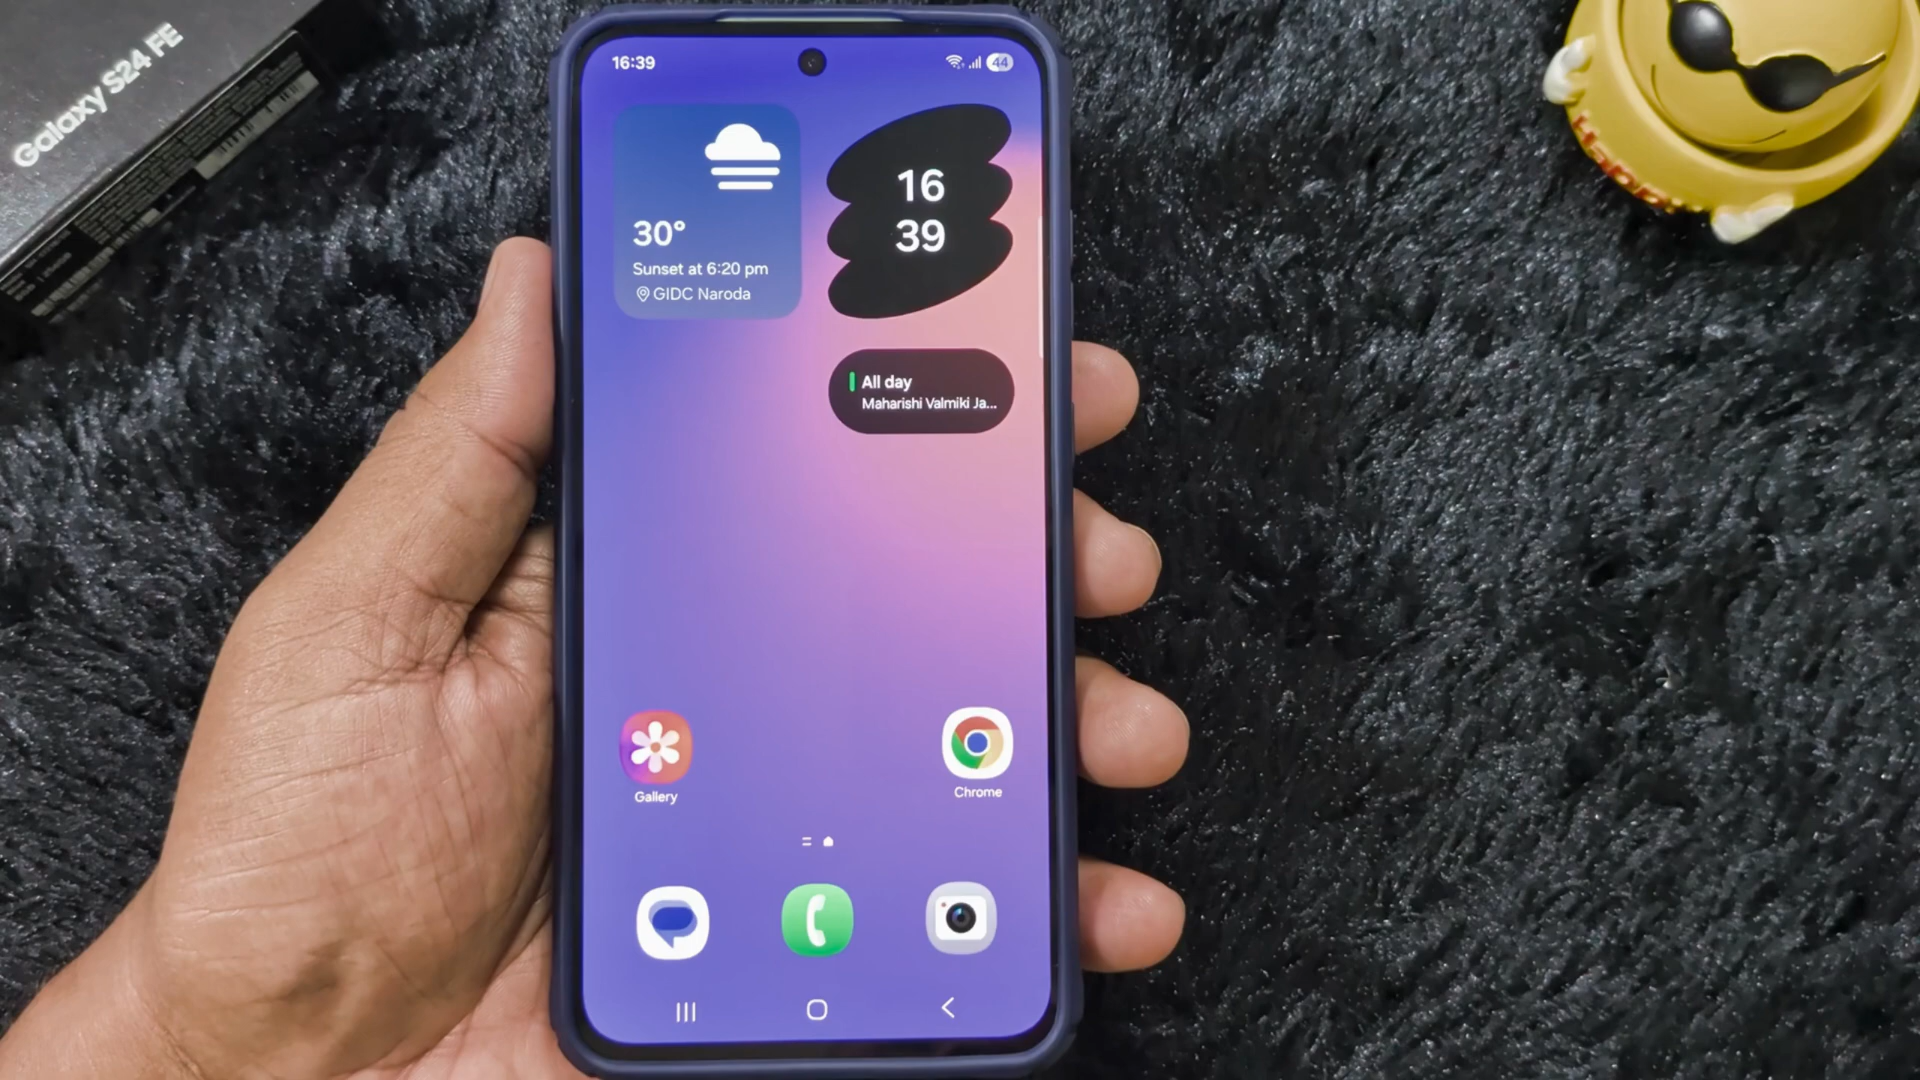 Galaxy S24 FE
16:39
44
30°
Sunset at 6:20 pm
GIDC Naroda
16
39
All day
Maharishi Valmiki Ja...
Gallery
Chrome